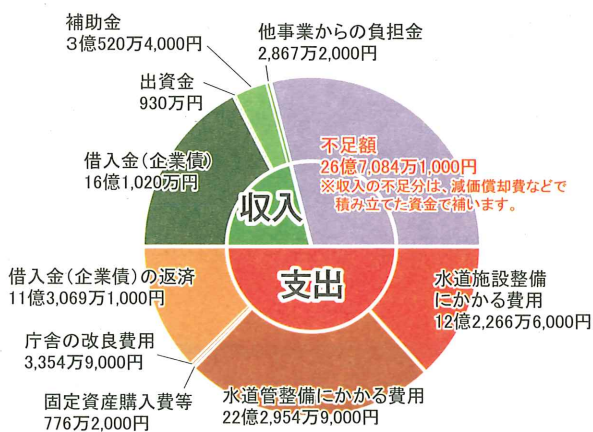 補助金
3億520万4,000円
他事業からの負担金
2,867万2,000円
出資金
930万円
借入金(企業債)
16億1,020万円
不足額
26億7,084万1,000円
※収入の不足分は、減価償却費などで
積み立てた資金で補います。
収入
支出
借入金(企業債)の返済
11億3,069万1,000円
水道施設整備
にかかる費用
12億2,266万6,000円
庁舎の改良費用
3,354万9,000円
固定資産購入費等
776万2,000円
水道管整備にかかる費用
22億2,954万9,000円